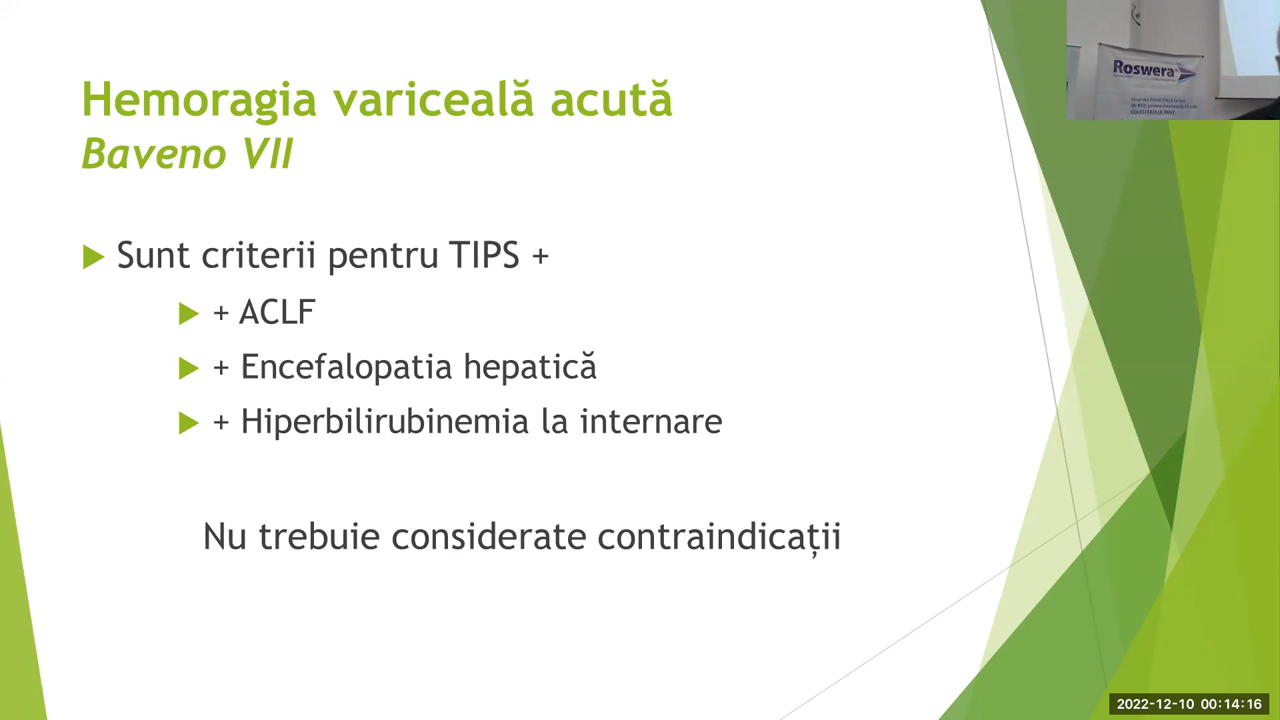 Hemoragia variceală acută
Baveno VII
Sunt criterii pentru TIPS +
+ ACLF
+ Encefalopatia hepatică
+ Hiperbilirubinemia la internare
Nu trebuie considerate contraindicații
Roswera
2022-12-10 00:14:16